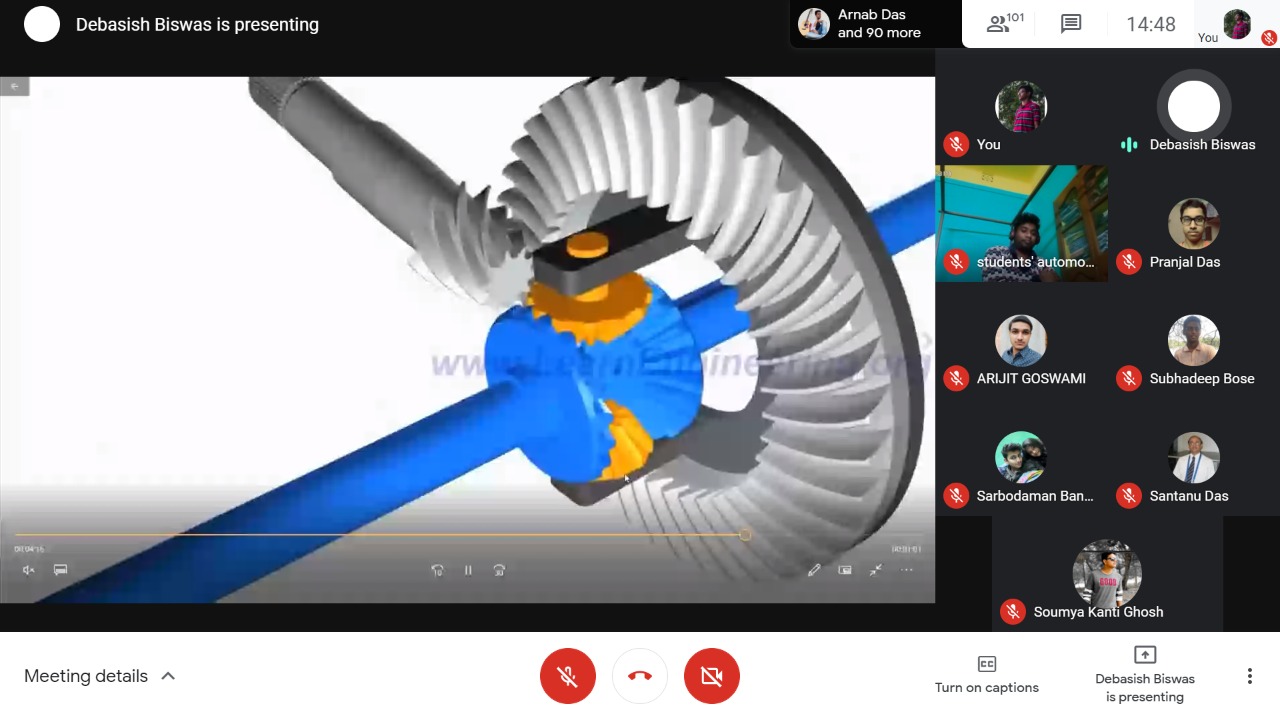 Debasish Biswas is presenting
Arnab Das
and 90 more
101
14:48
You
You
Debasish Biswas
students' automo...
Pranjal Das
www.LearnEngineering.org
ARIJIT GOSWAMI
Subhadeep Bose
Sarbodaman Ban...
Santanu Das
10
30
Soumya Kanti Ghosh
Meeting details
CC
Turn on captions
Debasish Biswas
is presenting